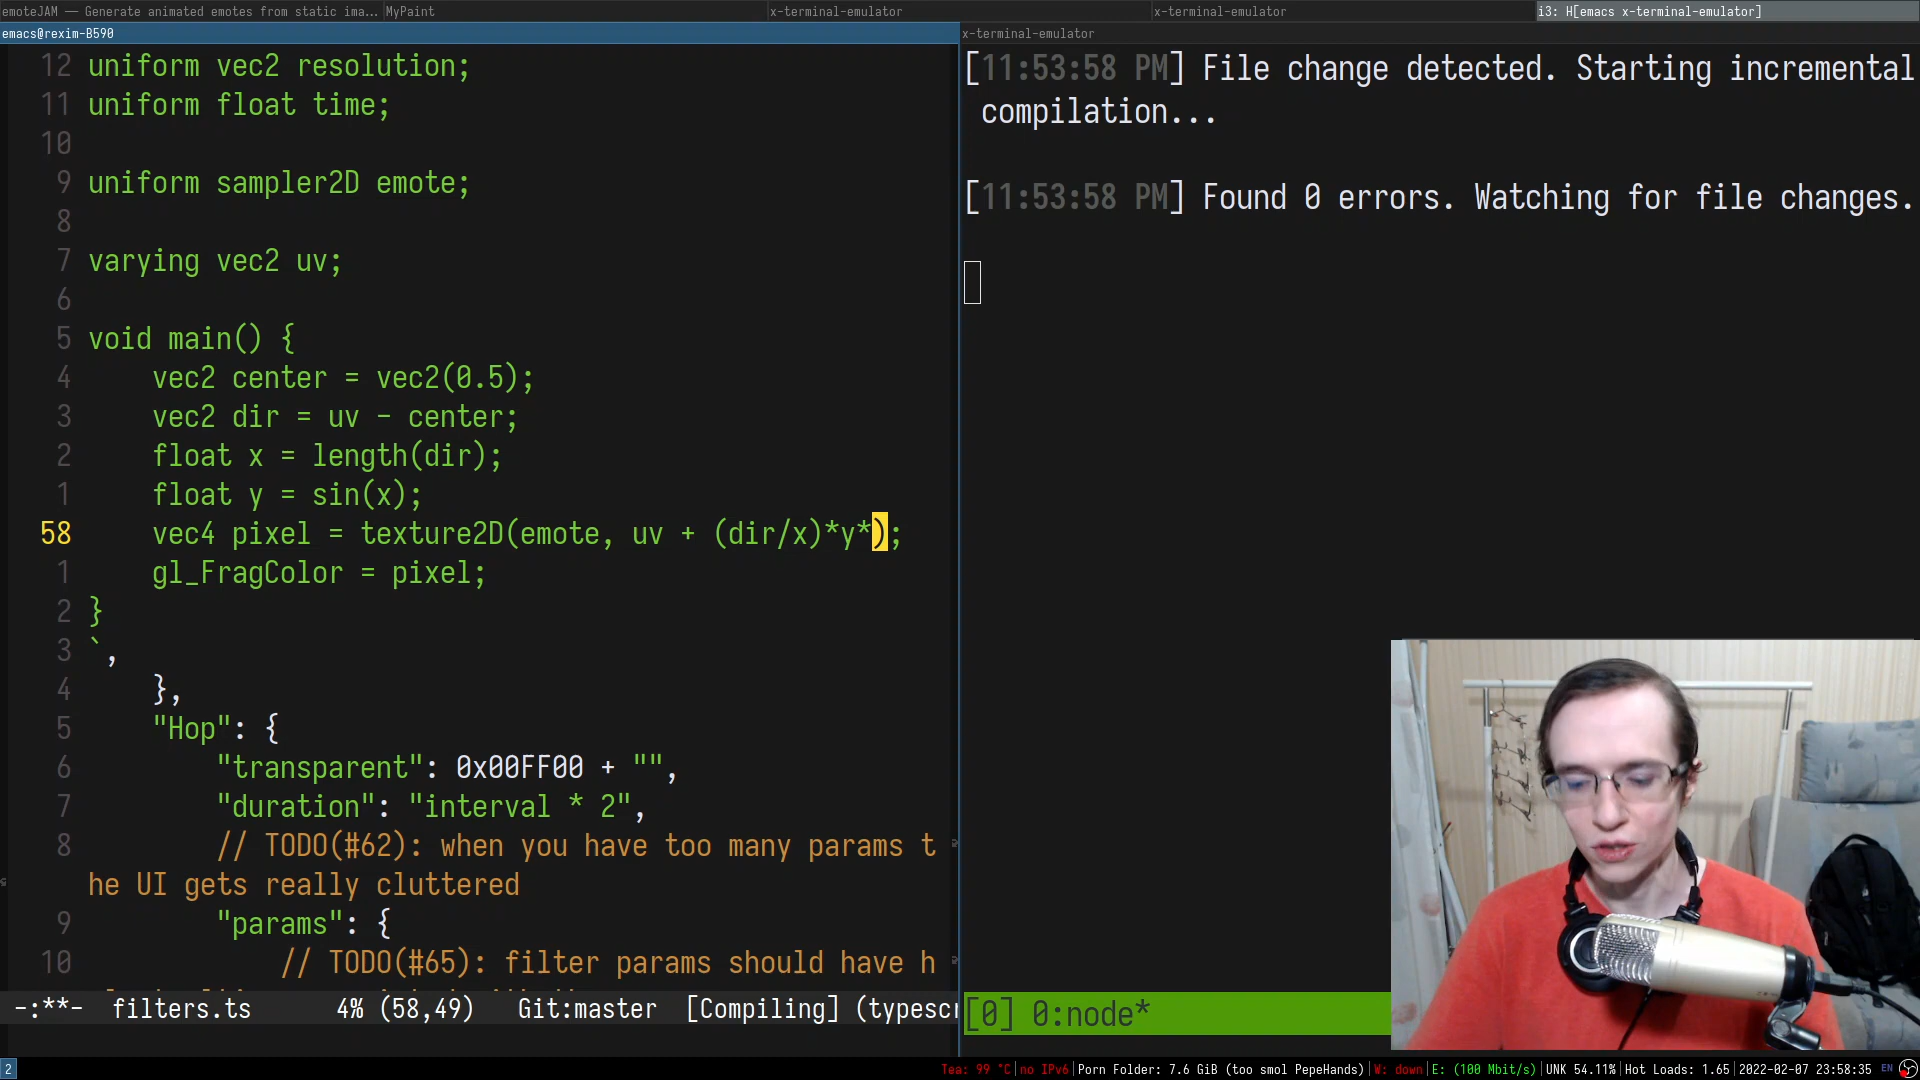 emoteJAM — Generate animated emotes from static ima...
MyPaint
x-terminal-emulator
x-terminal-emulator
i3: H[emacs x-terminal-emulator]
emacs@rexim-B590
12 uniform vec2 resolution;
11 uniform float time;
10
9 uniform sampler2D emote;
8
7 varying vec2 uv;
6
5 void main() {
4 vec2 center = vec2(0.5);
3 vec2 dir = uv - center;
2 float x = length(dir);
1 float y = sin(x);
58 vec4 pixel = texture2D(emote, uv + (dir/x)*y*);
1 gl_FragColor = pixel;
2 }
3 `,
4 },
5 "Hop": {
6 "transparent": 0x00FF00 + "",
7 "duration": "interval * 2",
8 // TODO(#62): when you have too many params t
he UI gets really cluttered
9 "params": {
10 // TODO(#65): filter params should have h
-:**- filters.ts 4% (58,49) Git:master [Compiling] (typescr
x-terminal-emulator
[11:53:58 PM] File change detected. Starting incremental
compilation...
[11:53:58 PM] Found 0 errors. Watching for file changes.
[0] 0:node*
2
Tea: 99 °C|no IPv6|Porn Folder: 7.6 GiB (too smol PepeHands)|W: down|E: (100 Mbit/s)|UNK 54.11%|Hot Loads: 1.65|2022-02-07 23:58:35 EN